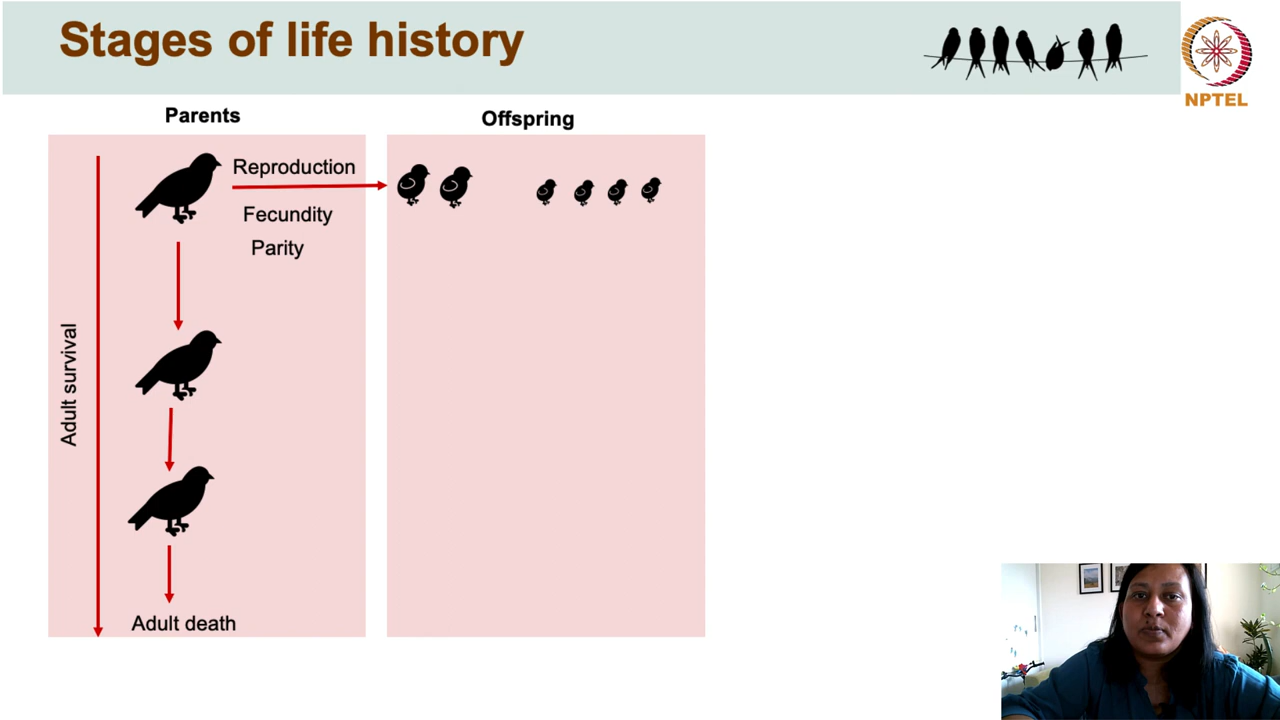 Stages of life history
NPTEL
Parents
Offspring
Reproduction
Fecundity
Parity
Adult survival
Adult death